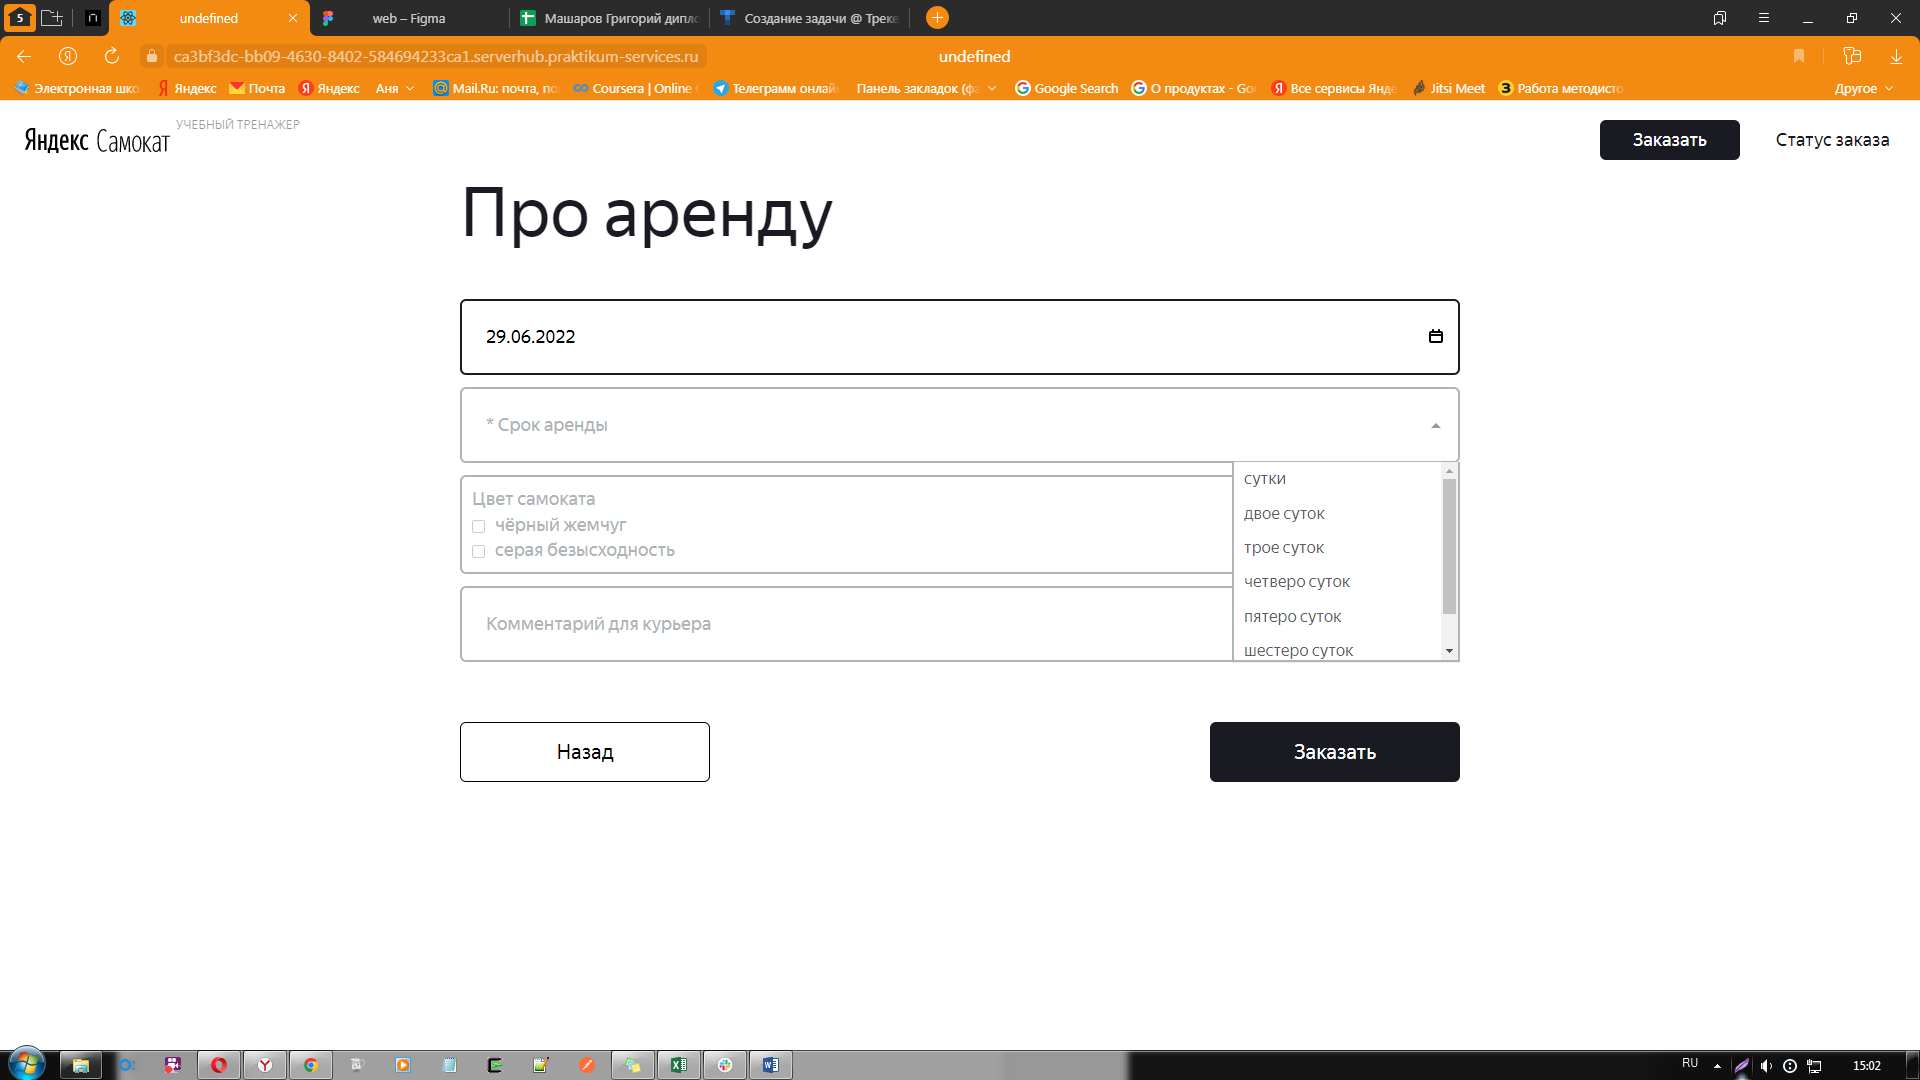 5
undefined
web – Figma
Машаров Григорий дипло
Создание задачи @ Треке
ca3bf3dc-bb09-4630-8402-584694233ca1.serverhub.praktikum-services.ru
undefined
Электронная шко
Яндекс
Почта
Яндекс
Аня
Mail.Ru: почта, по
Coursera | Online
Телеграмм онлай
Панель закладок (фа
Google Search
О продуктах - Goo
Все сервисы Янде
Jitsi Meet
Работа методисто
Другое
Яндекс Самокат
УЧЕБНЫЙ ТРЕНАЖЕР
Заказать
Статус заказа
Про аренду
29.06.2022
* Срок аренды
сутки
двое суток
трое суток
четверо суток
пятеро суток
шестеро суток
Цвет самоката
чёрный жемчуг
серая безысходность
Комментарий для курьера
Назад
Заказать
RU
15:02